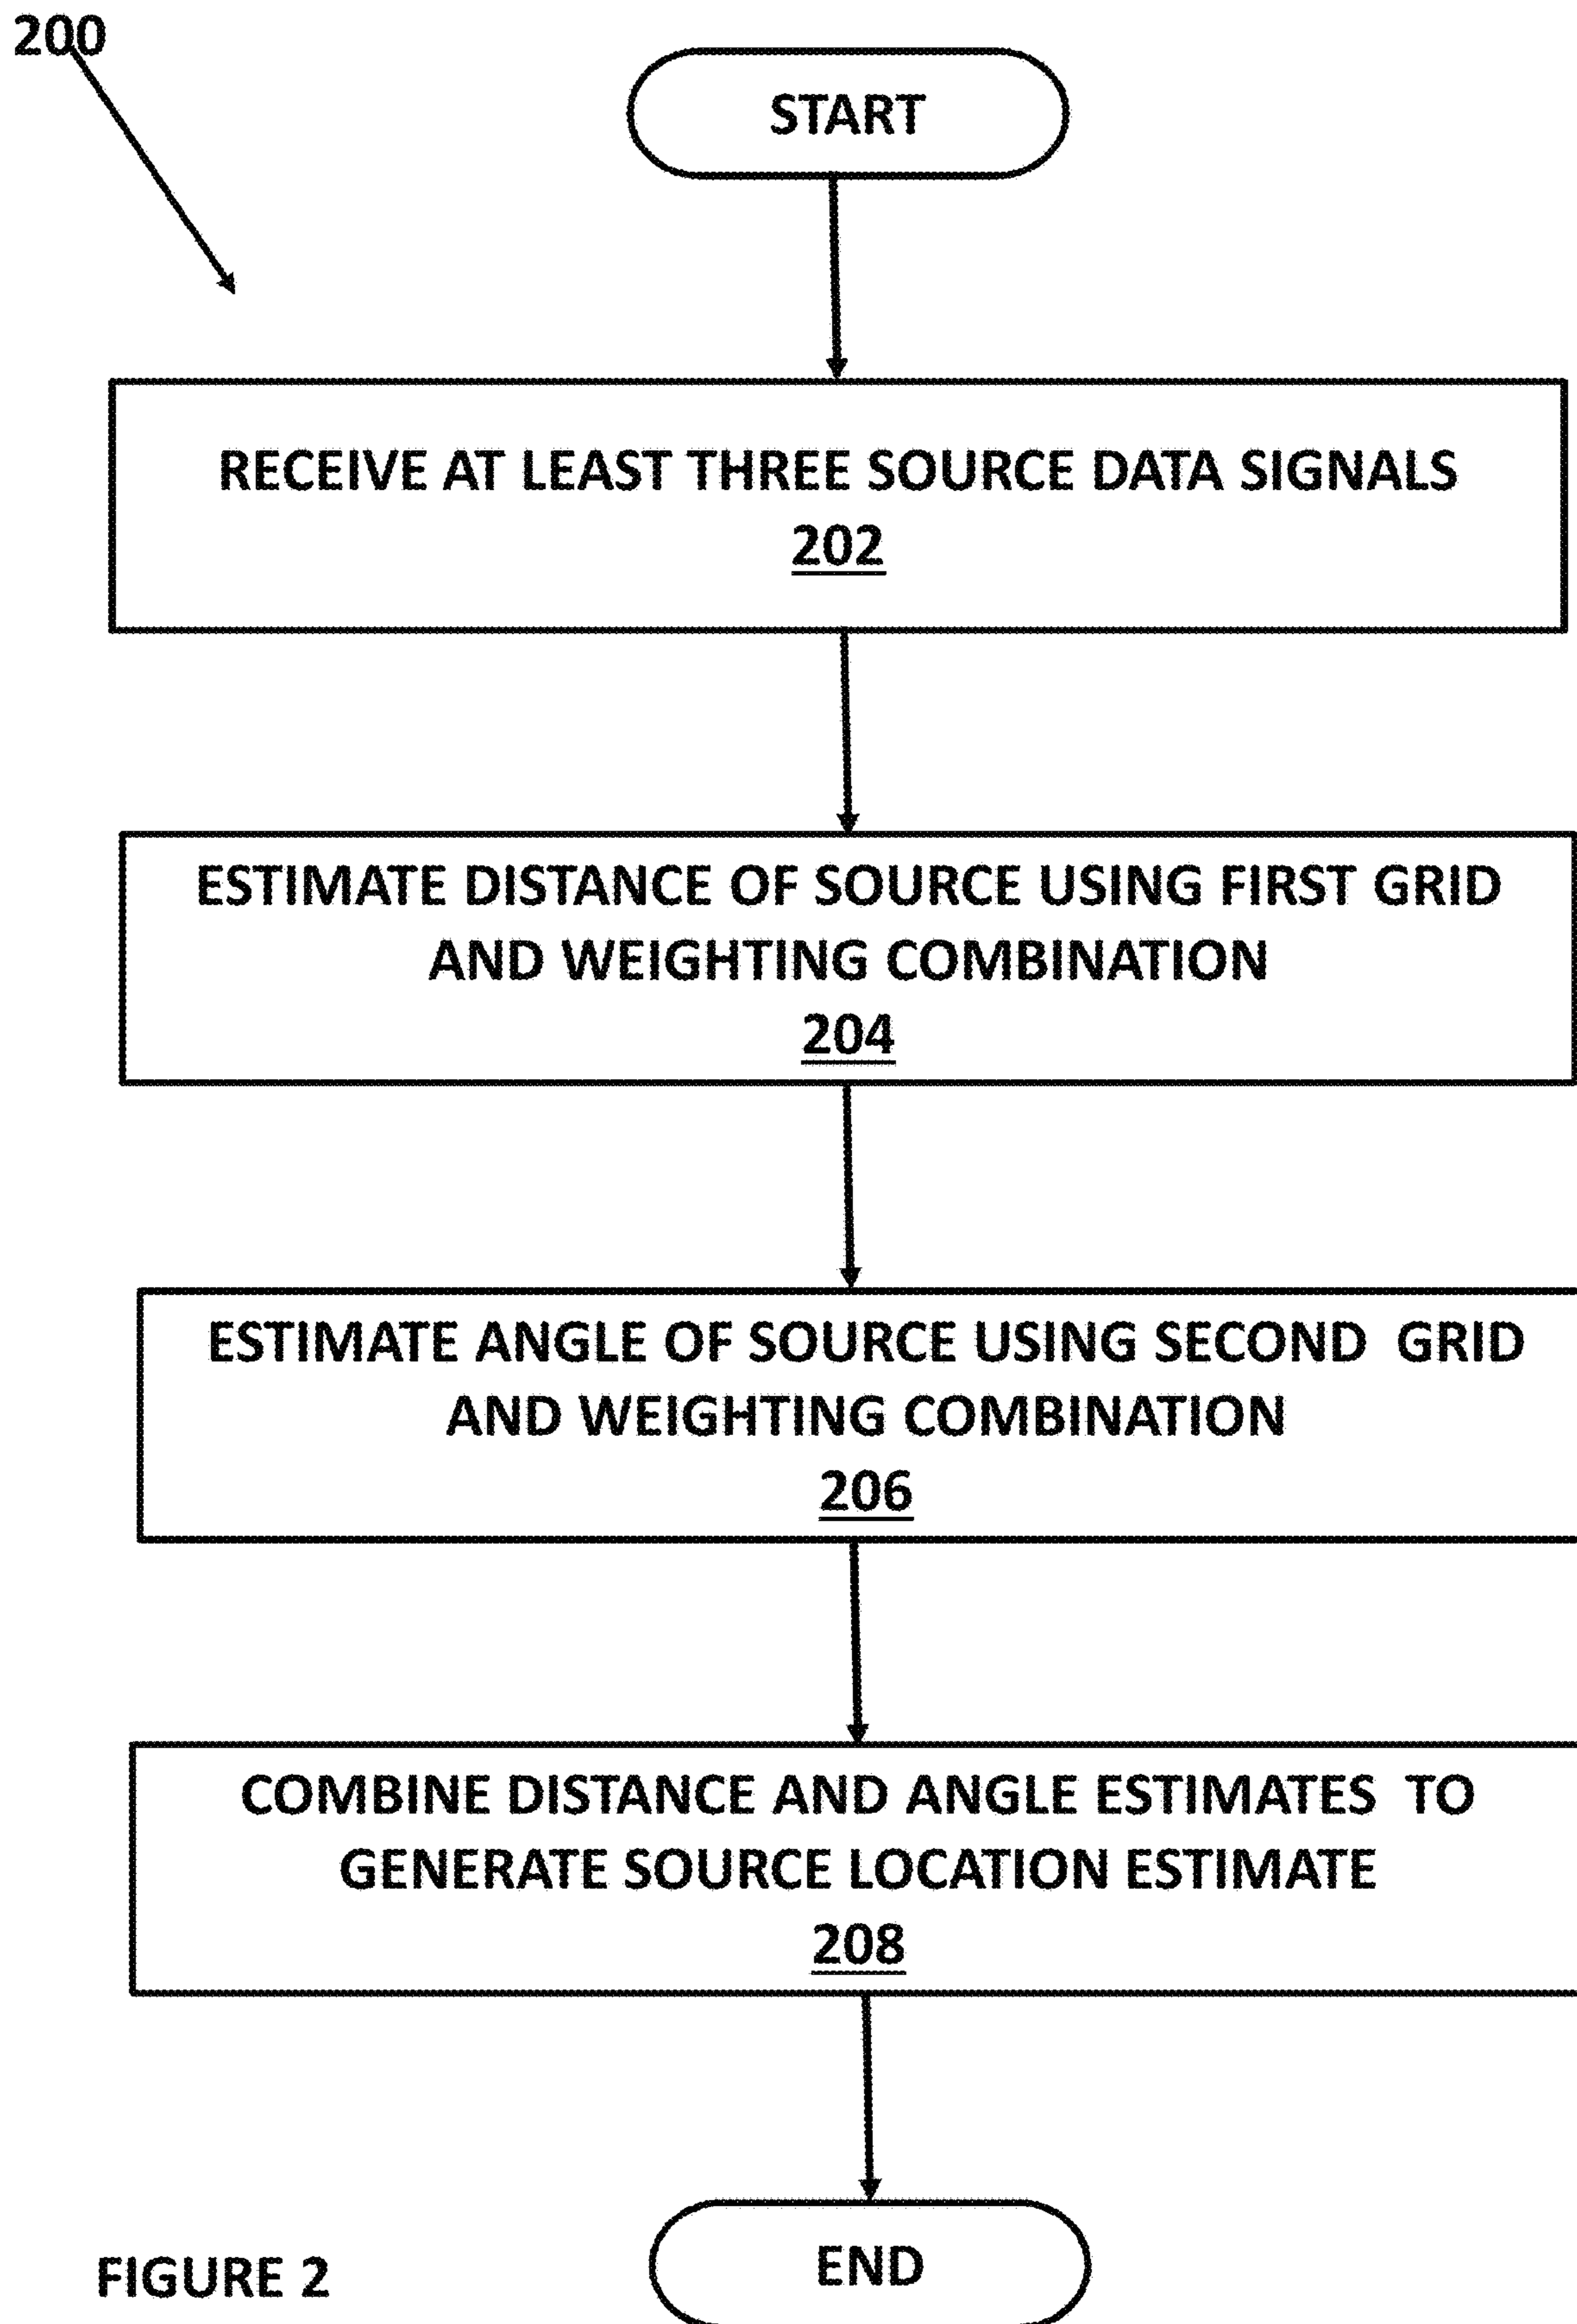 200
START
RECEIVE AT LEAST THREE SOURCE DATA SIGNALS
202
ESTIMATE DISTANCE OF SOURCE USING FIRST GRID
AND WEIGHTING COMBINATION
204
ESTIMATE ANGLE OF SOURCE USING SECOND GRID
AND WEIGHTING COMBINATION
206
COMBINE DISTANCE AND ANGLE ESTIMATES TO
GENERATE SOURCE LOCATION ESTIMATE
208
END
FIGURE 2